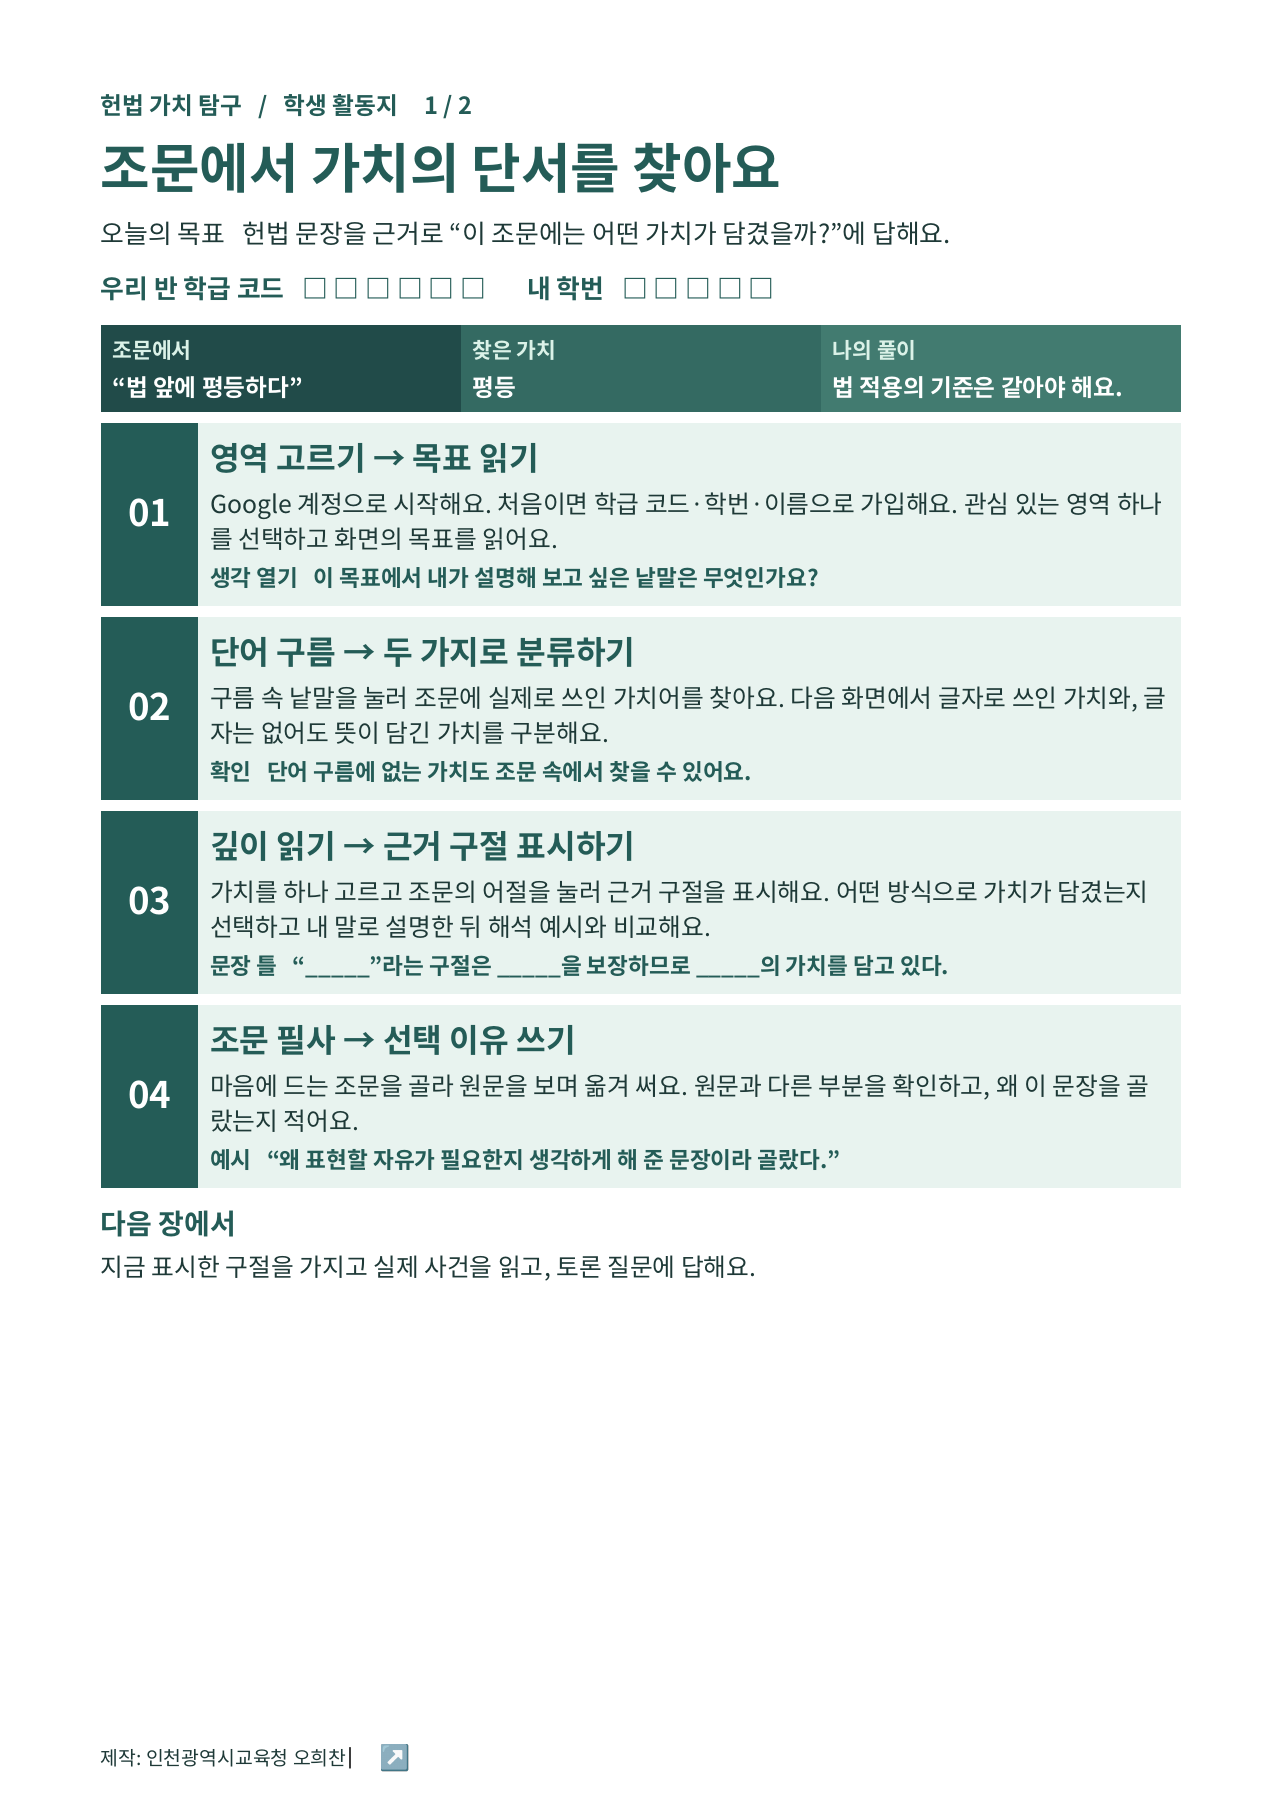 헌법 가치 탐구 / 학생 활동지 1 / 2
조문에서 가치의 단서를 찾아요
오늘의 목표 헌법 문장을 근거로 “이 조문에는 어떤 가치가 담겼을까?”에 답해요.
우리 반 학급 코드 □ □ □ □ □ □ 내 학번 □ □ □ □ □
조문에서
“법 앞에 평등하다”
찾은 가치
평등
나의 풀이
법 적용의 기준은 같아야 해요.
01
영역 고르기 → 목표 읽기
Google 계정으로 시작해요. 처음이면 학급 코드·학번·이름으로 가입해요. 관심 있는 영역 하나
를 선택하고 화면의 목표를 읽어요.
생각 열기 이 목표에서 내가 설명해 보고 싶은 낱말은 무엇인가요?
02
단어 구름 → 두 가지로 분류하기
구름 속 낱말을 눌러 조문에 실제로 쓰인 가치어를 찾아요. 다음 화면에서 글자로 쓰인 가치와, 글
자는 없어도 뜻이 담긴 가치를 구분해요.
확인 단어 구름에 없는 가치도 조문 속에서 찾을 수 있어요.
03
깊이 읽기 → 근거 구절 표시하기
가치를 하나 고르고 조문의 어절을 눌러 근거 구절을 표시해요. 어떤 방식으로 가치가 담겼는지
선택하고 내 말로 설명한 뒤 해석 예시와 비교해요.
문장 틀 “_____”라는 구절은 _____을 보장하므로 _____의 가치를 담고 있다.
04
조문 필사 → 선택 이유 쓰기
마음에 드는 조문을 골라 원문을 보며 옮겨 써요. 원문과 다른 부분을 확인하고, 왜 이 문장을 골
랐는지 적어요.
예시 “왜 표현할 자유가 필요한지 생각하게 해 준 문장이라 골랐다.”
다음 장에서
지금 표시한 구절을 가지고 실제 사건을 읽고, 토론 질문에 답해요.
제작: 인천광역시교육청 오희찬| ↗